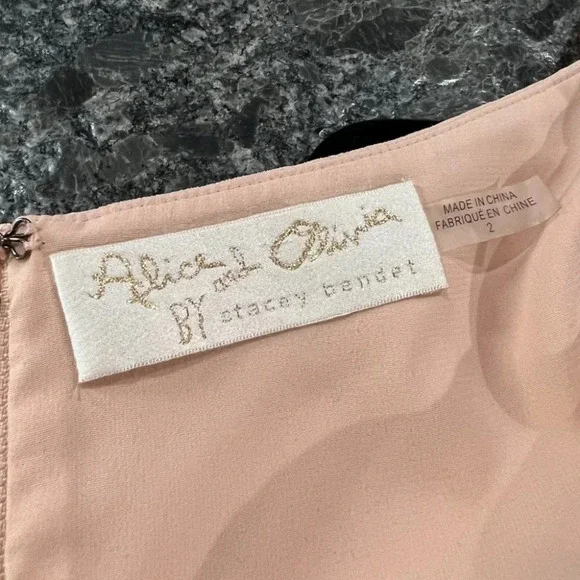 Alice and Olivia
BY stacey bendet
MADE IN CHINA
FABRIQUÉ EN CHINE
2